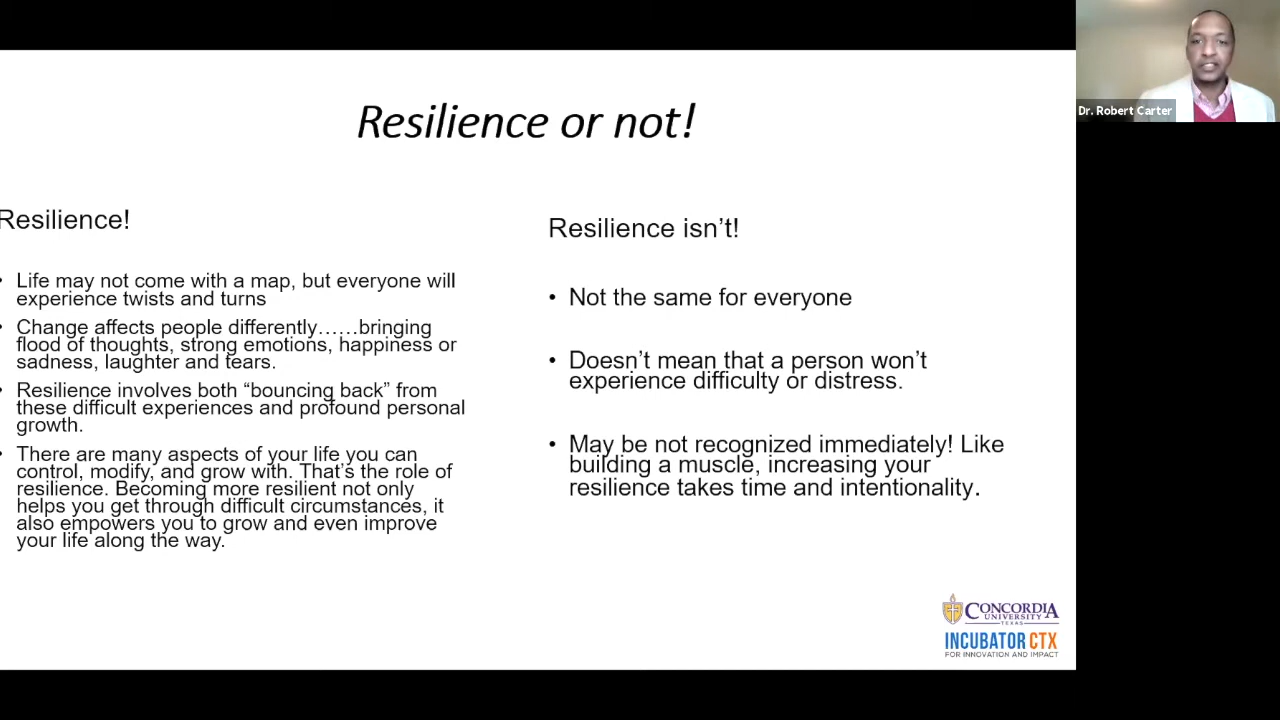 Resilience or not!
Resilience!
• Life may not come with a map, but everyone will
experience twists and turns
• Change affects people differently……bringing
flood of thoughts, strong emotions, happiness or
sadness, laughter and tears.
• Resilience involves both “bouncing back” from
these difficult experiences and profound personal
growth.
• There are many aspects of your life you can
control, modify, and grow with. That’s the role of
resilience. Becoming more resilient not only
helps you get through difficult circumstances, it
also empowers you to grow and even improve
your life along the way.
Resilience isn’t!
• Not the same for everyone
• Doesn’t mean that a person won’t
experience difficulty or distress.
• May be not recognized immediately! Like
building a muscle, increasing your
resilience takes time and intentionality.
CONCORDIA
UNIVERSITY
TEXAS
INCUBATOR CTX
FOR INNOVATION AND IMPACT
Dr. Robert Carter